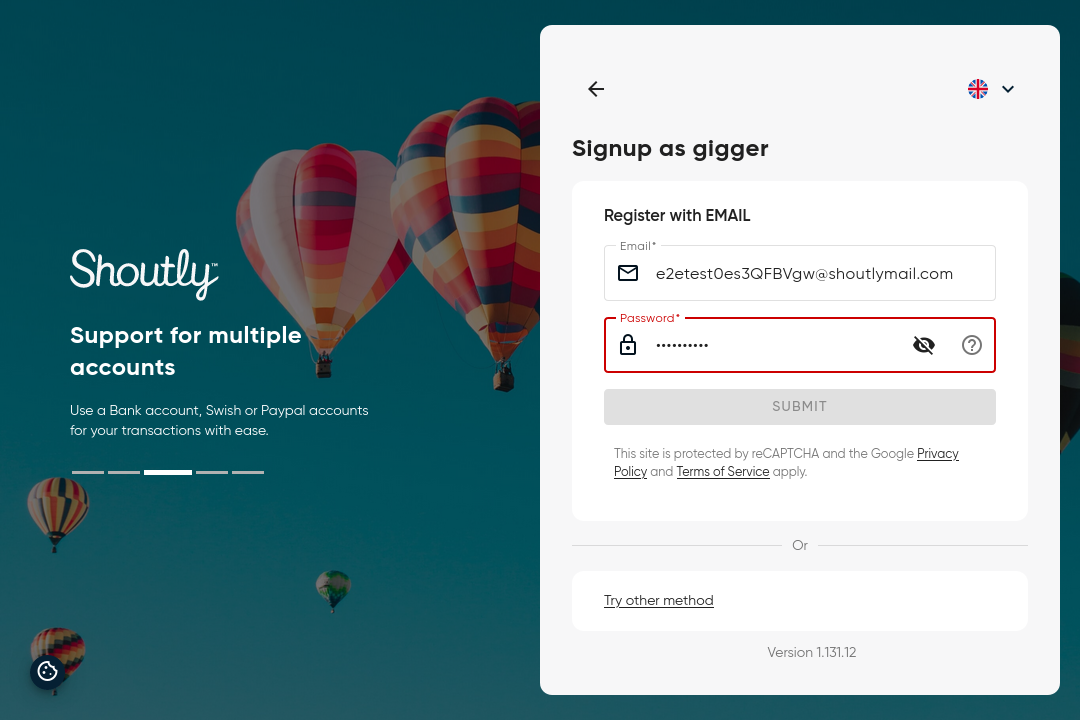 Shoutly™
Support for multiple
accounts
Use a Bank account, Swish or Paypal accounts
for your transactions with ease.
Signup as gigger
Register with EMAIL
Email*
e2etest0es3QFBVgw@shoutlymail.com
Password*
••••••••••
SUBMIT
This site is protected by reCAPTCHA and the Google Privacy
Policy and Terms of Service apply.
Or
Try other method
Version 1.131.12